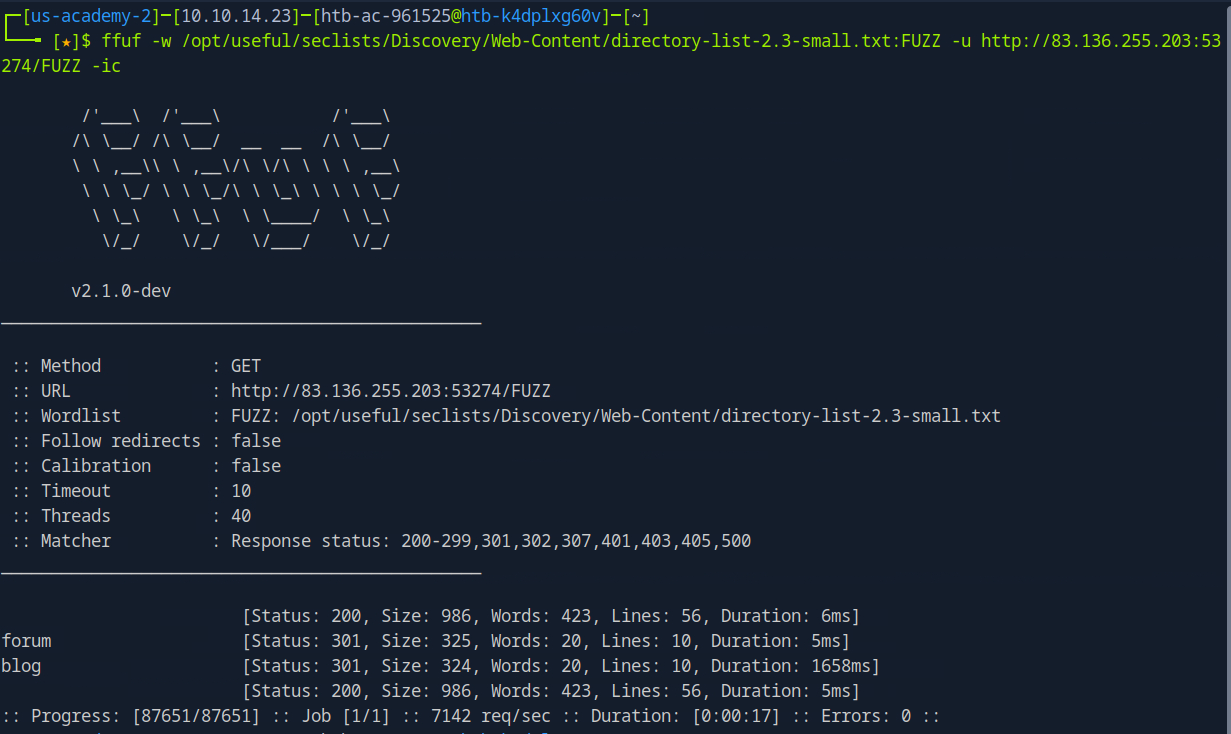 ┌─[us-academy-2]─[10.10.14.23]─[htb-ac-961525@htb-k4dplxg60v]─[~]
└──╼ [★]$ ffuf -w /opt/useful/seclists/Discovery/Web-Content/directory-list-2.3-small.txt:FUZZ -u http://83.136.255.203:53
274/FUZZ -ic

        /'___\  /'___\           /'___\
       /\ \__/ /\ \__/  __  __  /\ \__/
       \ \ ,__\\ \ ,__\/\ \/\ \ \ \ ,__\
        \ \ \_/ \ \ \_/\ \ \_\ \ \ \ \_/
         \ \_\   \ \_\  \ \____/  \ \_\
          \/_/    \/_/   \/___/    \/_/

       v2.1.0-dev
________________________________________________

 :: Method           : GET
 :: URL              : http://83.136.255.203:53274/FUZZ
 :: Wordlist         : FUZZ: /opt/useful/seclists/Discovery/Web-Content/directory-list-2.3-small.txt
 :: Follow redirects : false
 :: Calibration      : false
 :: Timeout          : 10
 :: Threads          : 40
 :: Matcher          : Response status: 200-299,301,302,307,401,403,405,500
________________________________________________

                        [Status: 200, Size: 986, Words: 423, Lines: 56, Duration: 6ms]
forum                   [Status: 301, Size: 325, Words: 20, Lines: 10, Duration: 5ms]
blog                    [Status: 301, Size: 324, Words: 20, Lines: 10, Duration: 1658ms]
                        [Status: 200, Size: 986, Words: 423, Lines: 56, Duration: 5ms]
:: Progress: [87651/87651] :: Job [1/1] :: 7142 req/sec :: Duration: [0:00:17] :: Errors: 0 ::